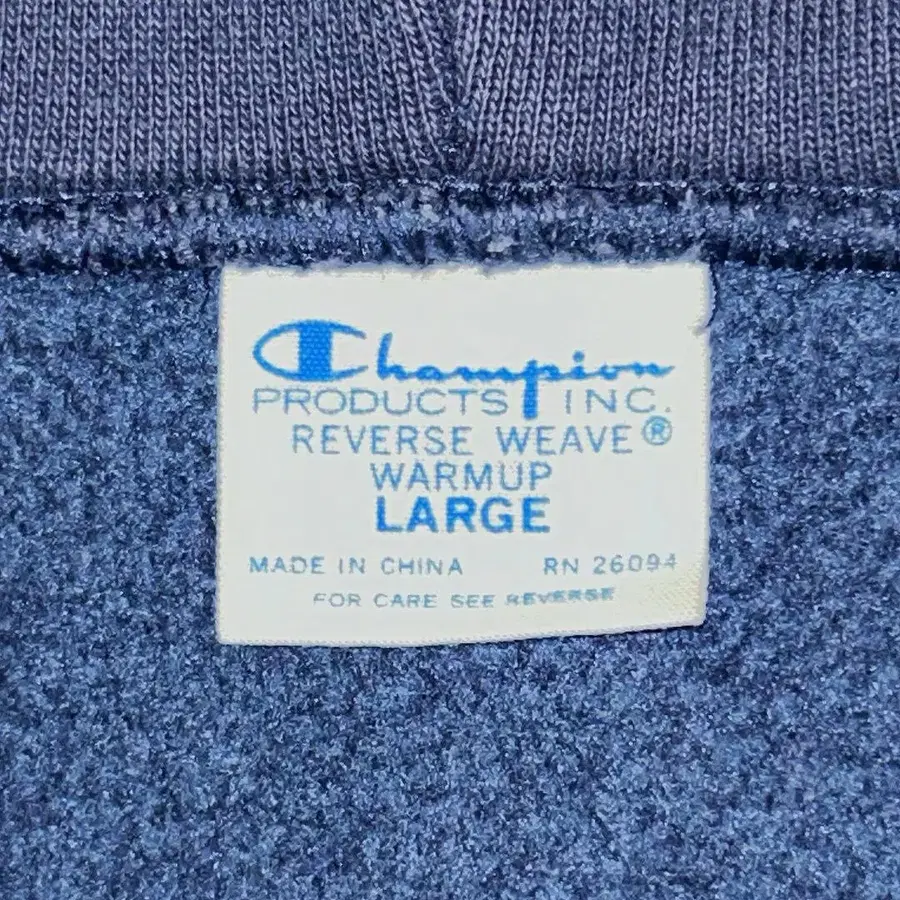 Champion
PRODUCTS INC.
REVERSE WEAVE®
WARMUP
LARGE
MADE IN CHINA RN 26094
FOR CARE SEE REVERSE